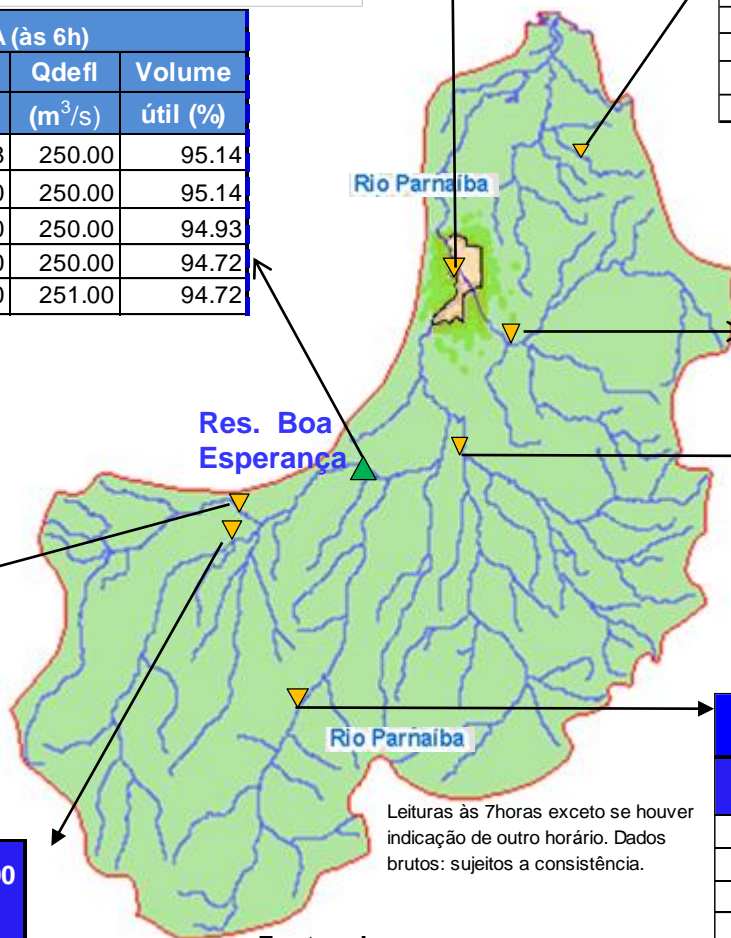 (às 6h)
Qdefl Volume
(m³/s) útil (%)
250.00 95.14
250.00 95.14
250.00 94.93
250.00 94.72
251.00 94.72
Rio Parnaíba
Res. Boa
Esperança
Rio Parnaíba
Leituras às 7horas exceto se houver
indicação de outro horário. Dados
brutos: sujeitos a consistência.